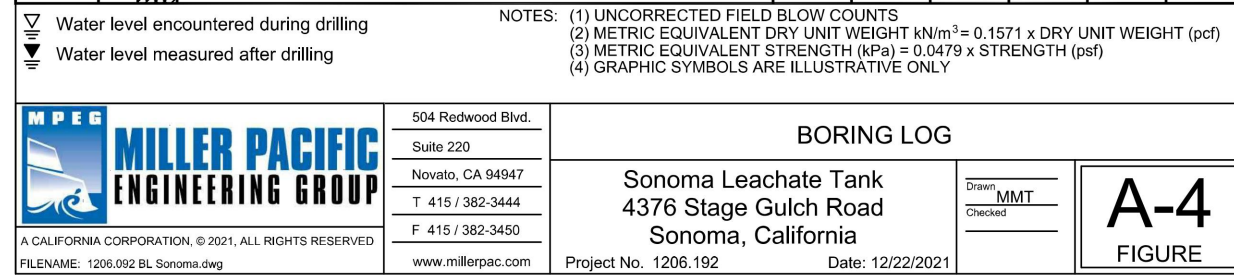 Water level encountered during drilling
Water level measured after drilling
NOTES: (1) UNCORRECTED FIELD BLOW COUNTS
(2) METRIC EQUIVALENT DRY UNIT WEIGHT kN/m³= 0.1571 x DRY UNIT WEIGHT (pcf)
(3) METRIC EQUIVALENT STRENGTH (kPa) = 0.0479 x STRENGTH (psf)
(4) GRAPHIC SYMBOLS ARE ILLUSTRATIVE ONLY
MPEG
MILLER PACIFIC
ENGINEERING GROUP
A CALIFORNIA CORPORATION, © 2021, ALL RIGHTS RESERVED
FILENAME: 1206.092 BL Sonoma.dwg
504 Redwood Blvd.
Suite 220
Novato, CA 94947
T 415 / 382-3444
F 415 / 382-3450
www.millerpac.com
BORING LOG
Sonoma Leachate Tank
4376 Stage Gulch Road
Sonoma, California
Project No. 1206.192 Date: 12/22/2021
Drawn MMT
Checked
A-4
FIGURE